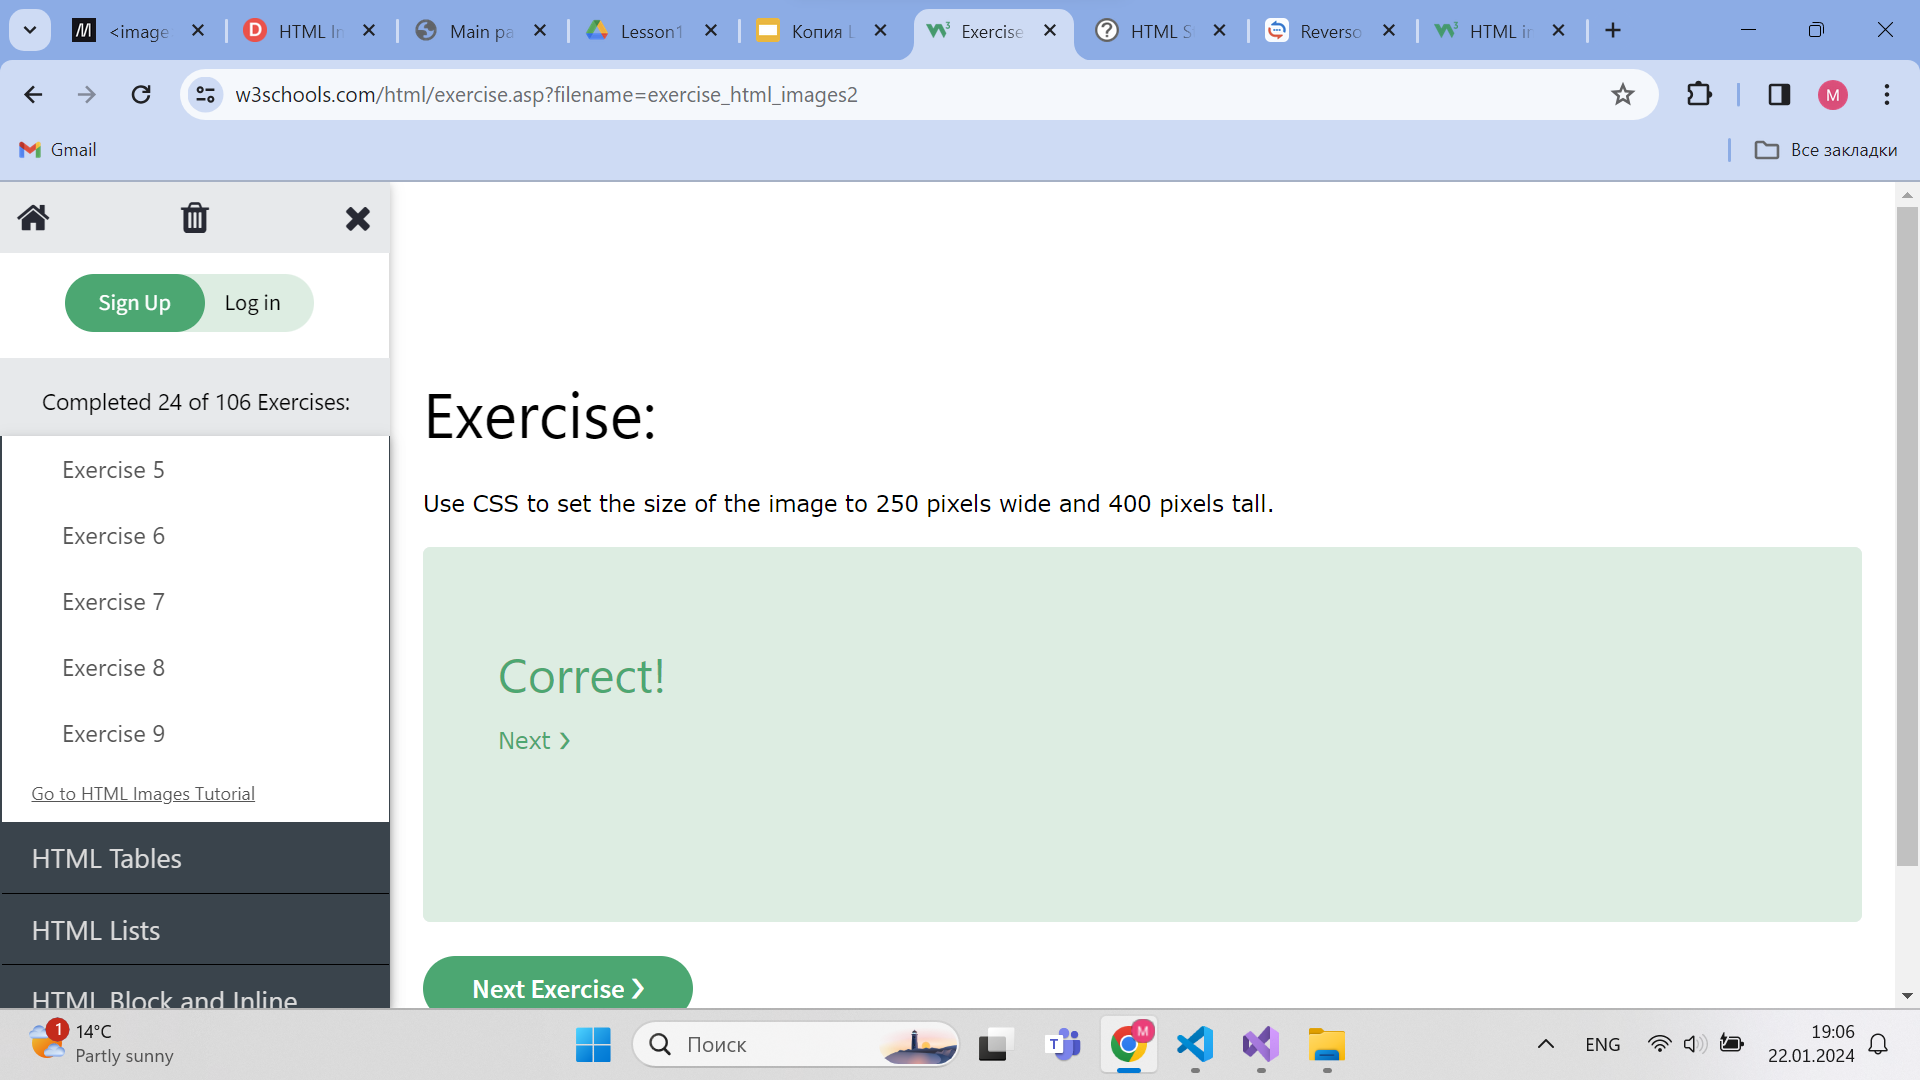 <image
HTML In
Main pa
Lesson1
Копия L
Exercise
HTML S
Reverso
HTML in
w3schools.com/html/exercise.asp?filename=exercise_html_images2
M
Gmail
Все закладки
Sign Up
Log in
Completed 24 of 106 Exercises:
Exercise 5
Exercise 6
Exercise 7
Exercise 8
Exercise 9
Go to HTML Images Tutorial
HTML Tables
HTML Lists
HTML Block and Inline
Exercise:
Use CSS to set the size of the image to 250 pixels wide and 400 pixels tall.
Correct!
Next ❯
Next Exercise ❯
1
14°C
Partly sunny
Поиск
M
ENG
19:06
22.01.2024